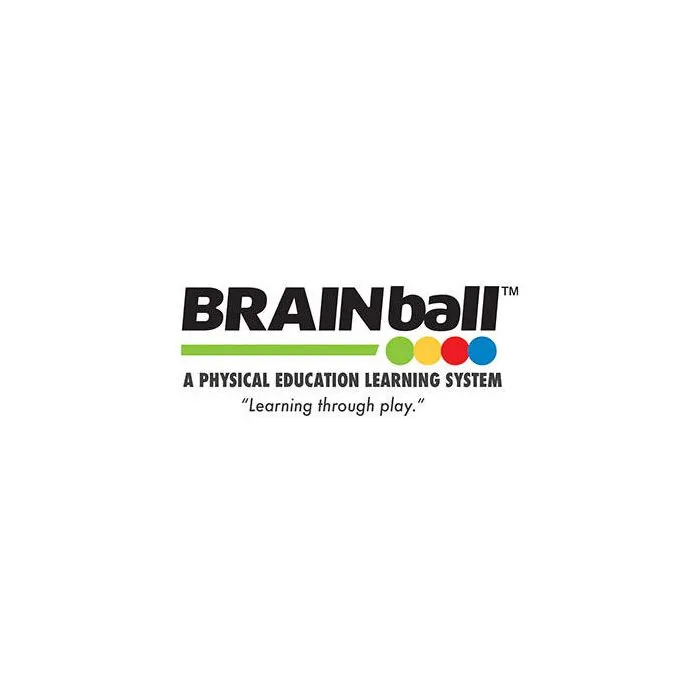 BRAINball™
A PHYSICAL EDUCATION LEARNING SYSTEM
“Learning through play.”